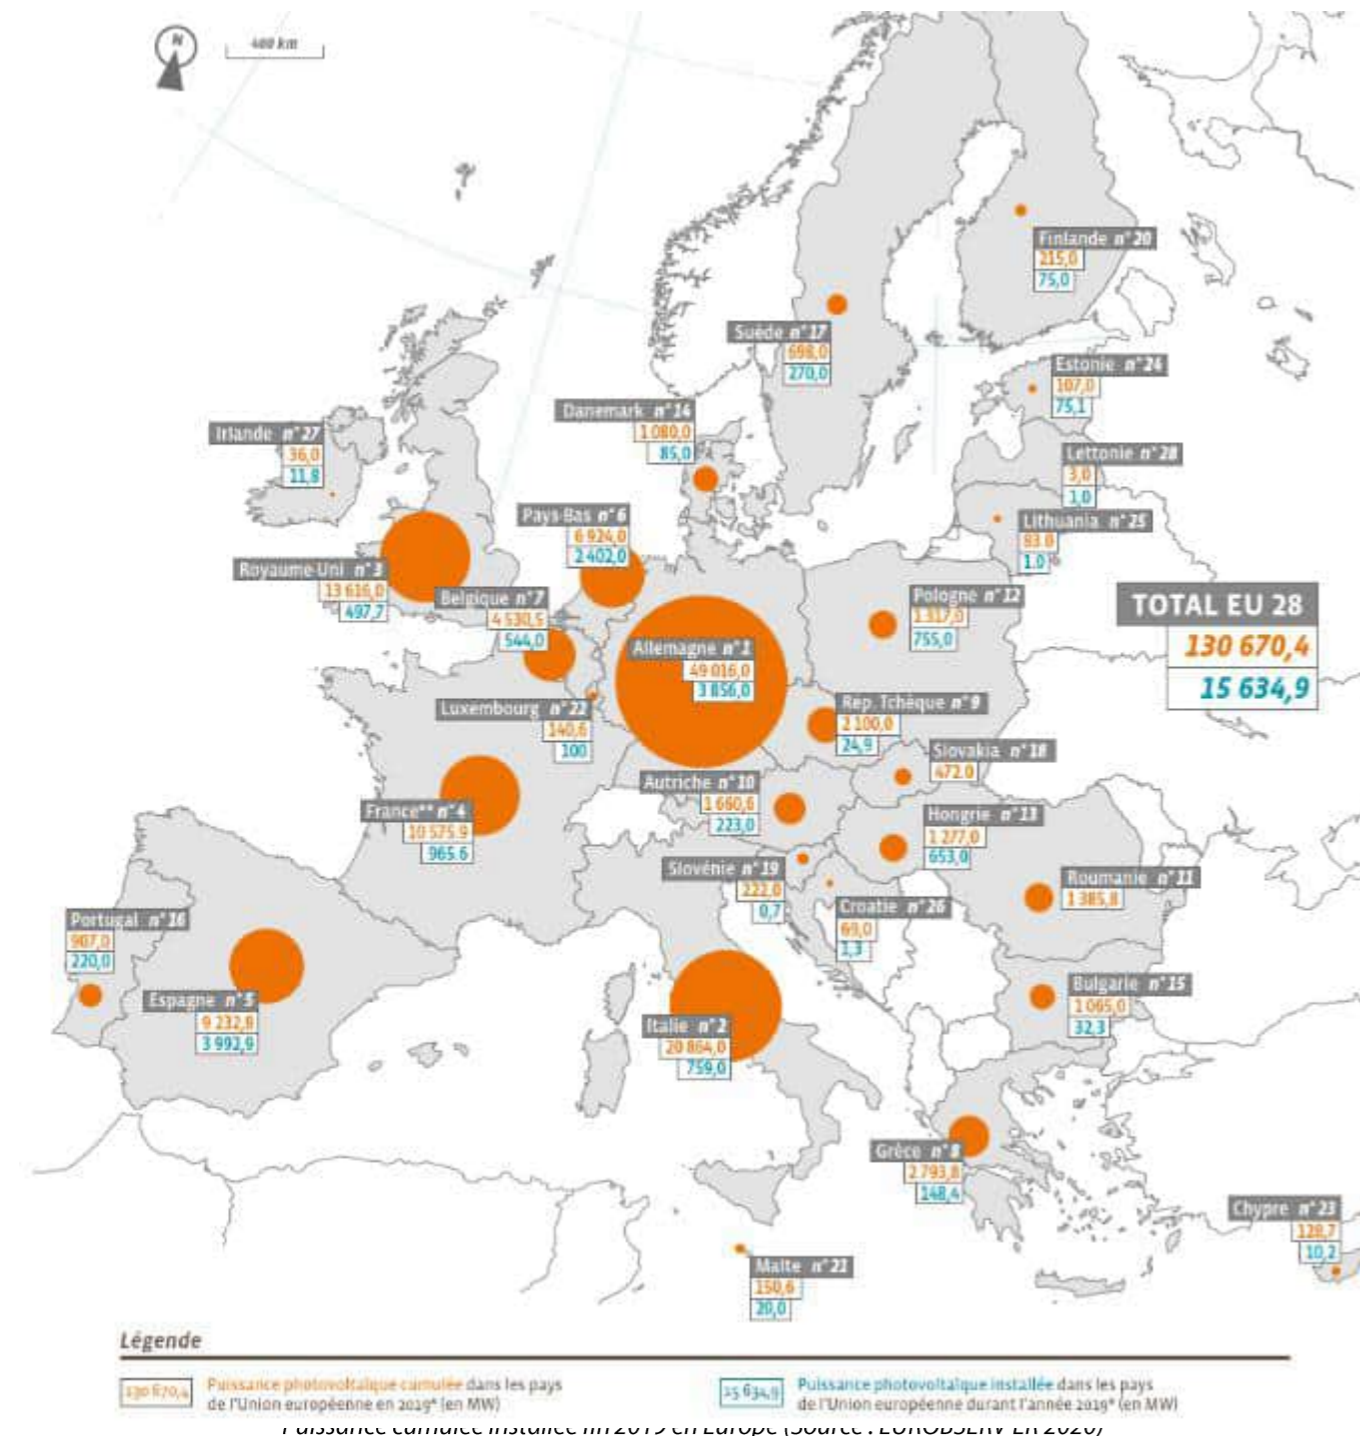 N
400 km
Finlande n°20
215,0
75,0
Suède n°17
698,0
270,0
Estonie n°24
107,0
75,1
Danemark n°14
1 080,0
85,0
Irlande n°27
36,0
11,8
Lettonie n°28
3,0
1,0
Pays-Bas n°6
6 924,0
2 402,0
Lithuania n°25
83.0
1.0
Royaume-Uni n°3
13 616,0
497,7
Belgique n°7
4 530,5
544,0
Pologne n°12
1 317,0
755,0
TOTAL EU 28
130 670,4
15 634,9
Allemagne n°1
49 016,0
3 856,0
Luxembourg n°22
140,6
100
Rep. Tchèque n°9
2 100,0
24,9
Slovakia n°18
472.0
Autriche n°10
1 660,6
223,0
France** n°4
10 575.9
965.6
Hongrie n°13
1 277,0
653,0
Slovénie n°19
222,0
0,7
Roumanie n°11
1 385,8
Croatie n°26
69,0
1,3
Portugal n°16
907,0
220,0
Espagne n°5
9 232,8
3 992,9
Bulgarie n°15
1 065,0
32,3
Italie n°2
20 864,0
759,0
Grèce n°8
2 793,8
148,4
Chypre n°23
128,7
10,2
Malte n°21
150,6
20,0
Légende
130 670,4 Puissance photovoltaïque cumulée dans les pays
de l'Union européenne en 2019* (en MW)
15 634,9 Puissance photovoltaïque installée dans les pays
de l'Union européenne durant l'année 2019* (en MW)
Puissance cumulée installée fin 2019 en Europe (Source : EUROBSERV'ER 2020)